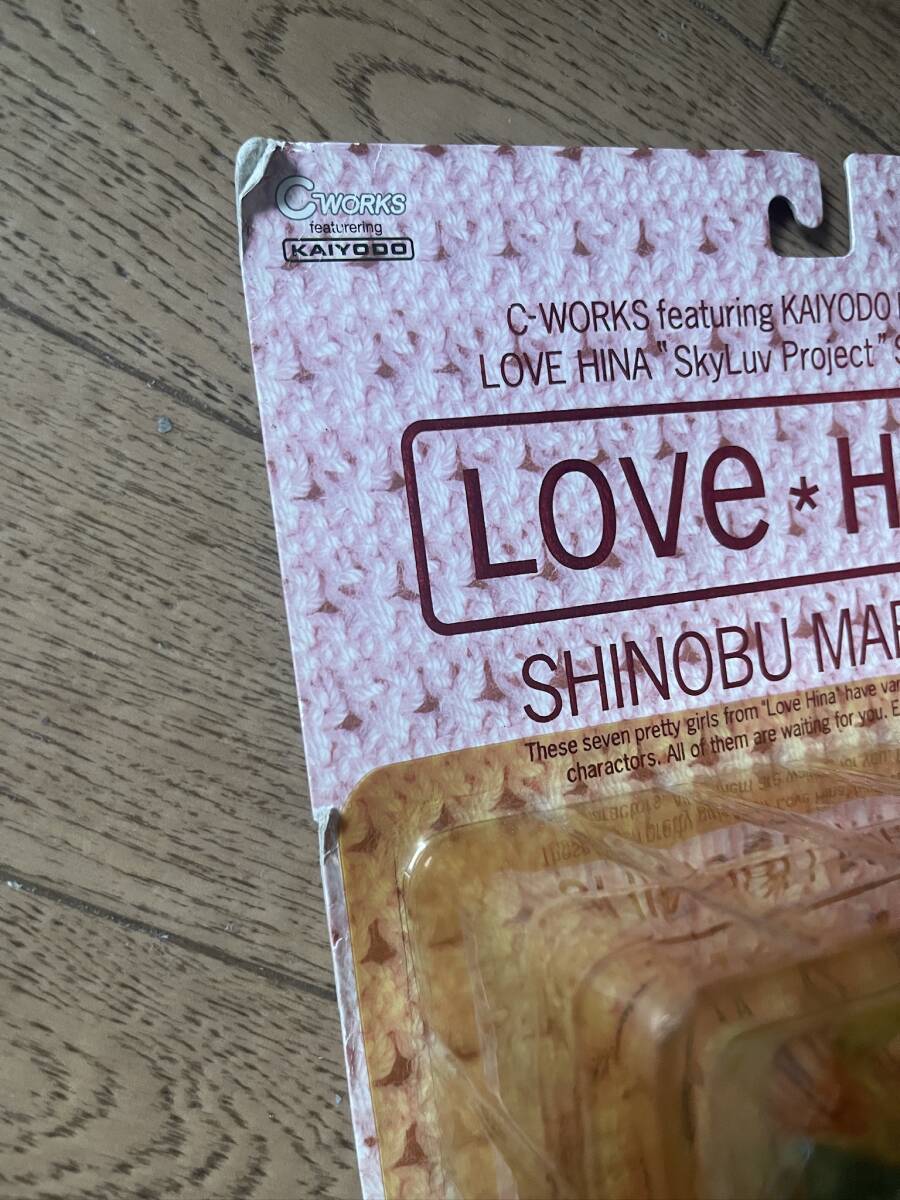 C-WORKS
featurering
KAIYODO
C-WORKS featuring KAIYODO
LOVE HINA "SkyLuv Project" S
LOVe * H
SHINOBU MA
These seven pretty girls from "Love Hina" have var
charactors. All of them are waiting for you. E